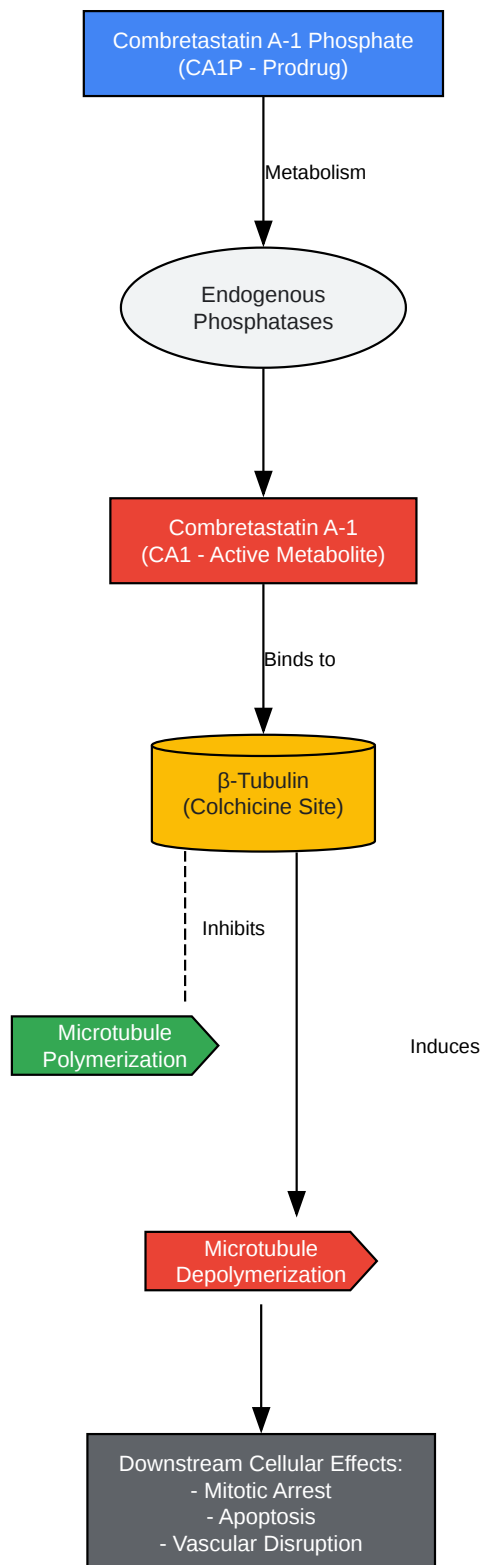 Combretastatin A-1 Phosphate
(CA1P - Prodrug)
Metabolism
Endogenous
Phosphatases
Combretastatin A-1
(CA1 - Active Metabolite)
Binds to
β-Tubulin
(Colchicine Site)
Inhibits
Microtubule
Polymerization
Induces
Microtubule
Depolymerization
Downstream Cellular Effects:
- Mitotic Arrest
- Apoptosis
- Vascular Disruption